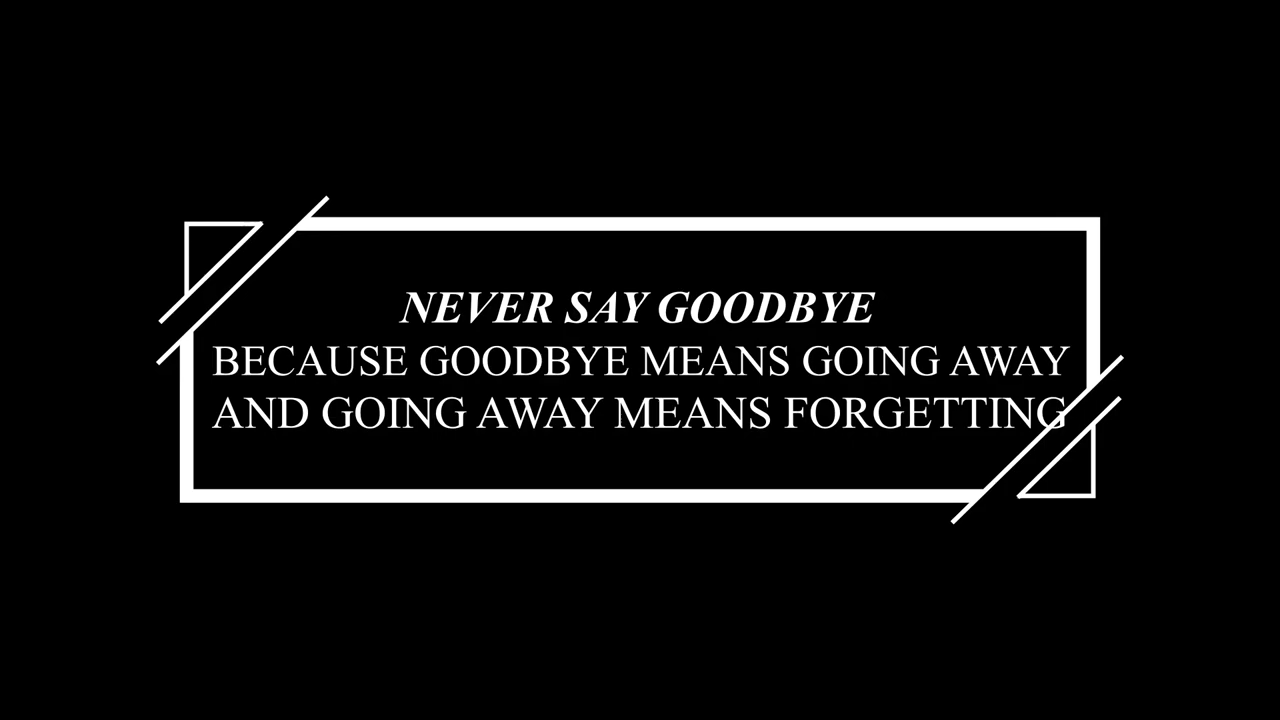 NEVER SAY GOODBYE
BECAUSE GOODBYE MEANS GOING AWAY
AND GOING AWAY MEANS FORGETTING